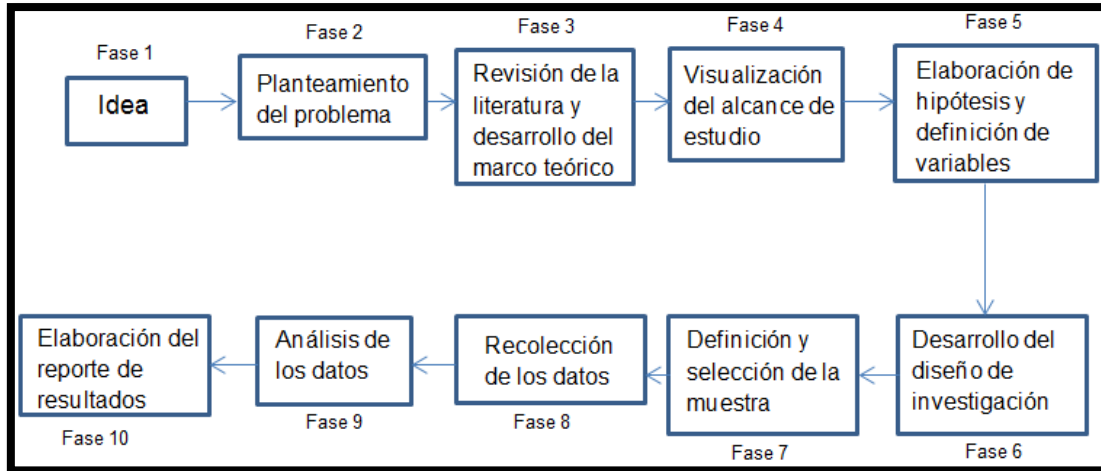 Fase 1
Idea
Fase 2
Planteamiento
del problema
Fase 3
Revisión de la
literatura y
desarrollo del
marco teórico
Fase 4
Visualización
del alcance de
estudio
Fase 5
Elaboración de
hipótesis y
definición de
variables
Desarrollo del
diseño de
investigación
Fase 6
Definición y
selección de la
muestra
Fase 7
Recolección
de los datos
Fase 8
Análisis de
los datos
Fase 9
Elaboración del
reporte de
resultados
Fase 10